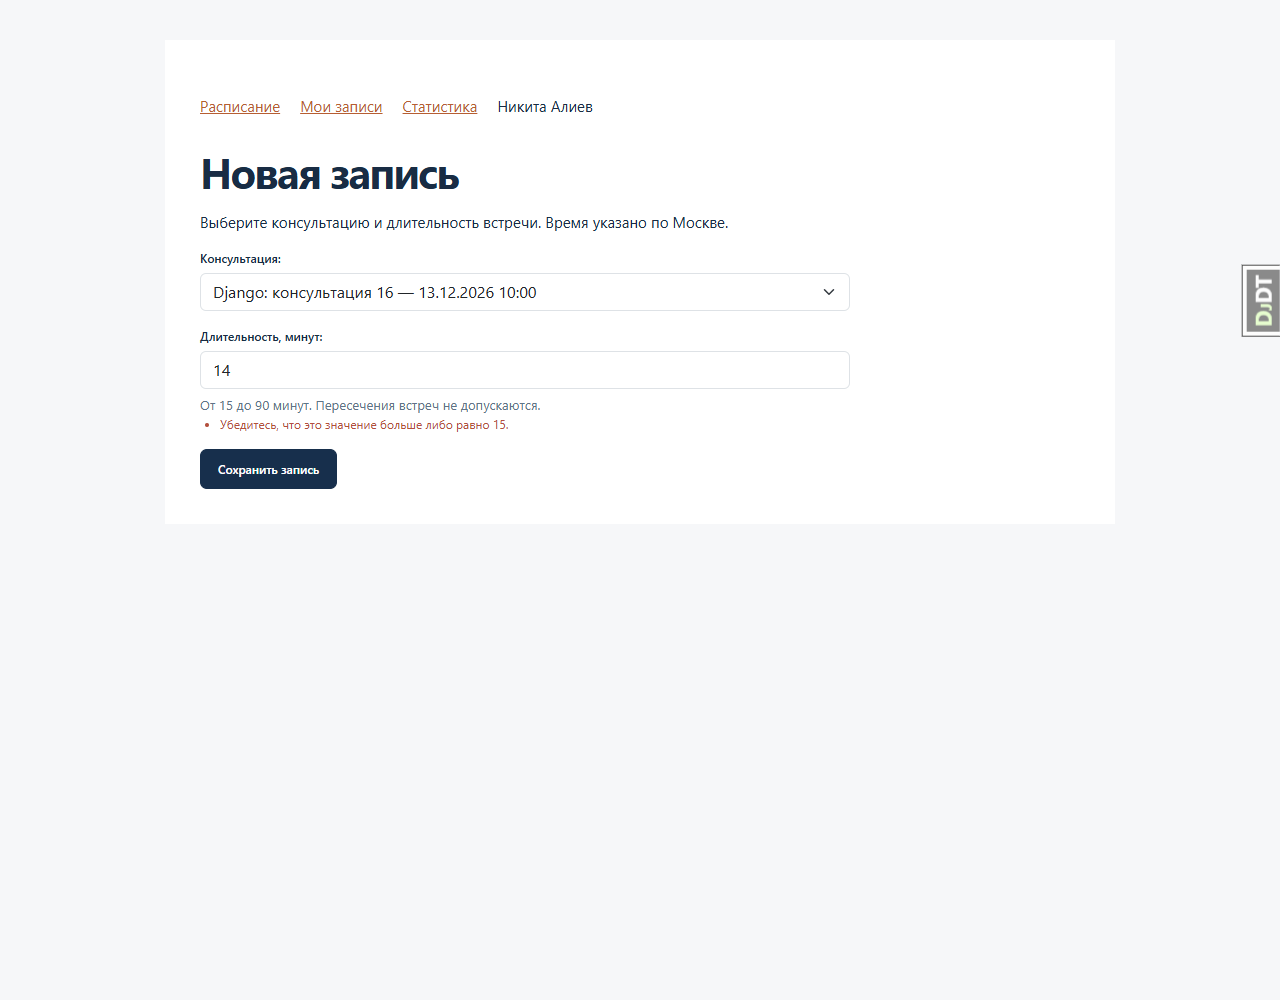 Расписание Мои записи Статистика Никита Алиев
Новая запись
Выберите консультацию и длительность встречи. Время указано по Москве.
Консультация:
Django: консультация 16 — 13.12.2026 10:00
Длительность, минут:
14
От 15 до 90 минут. Пересечения встреч не допускаются.
Убедитесь, что это значение больше либо равно 15.
Сохранить запись
DJDT